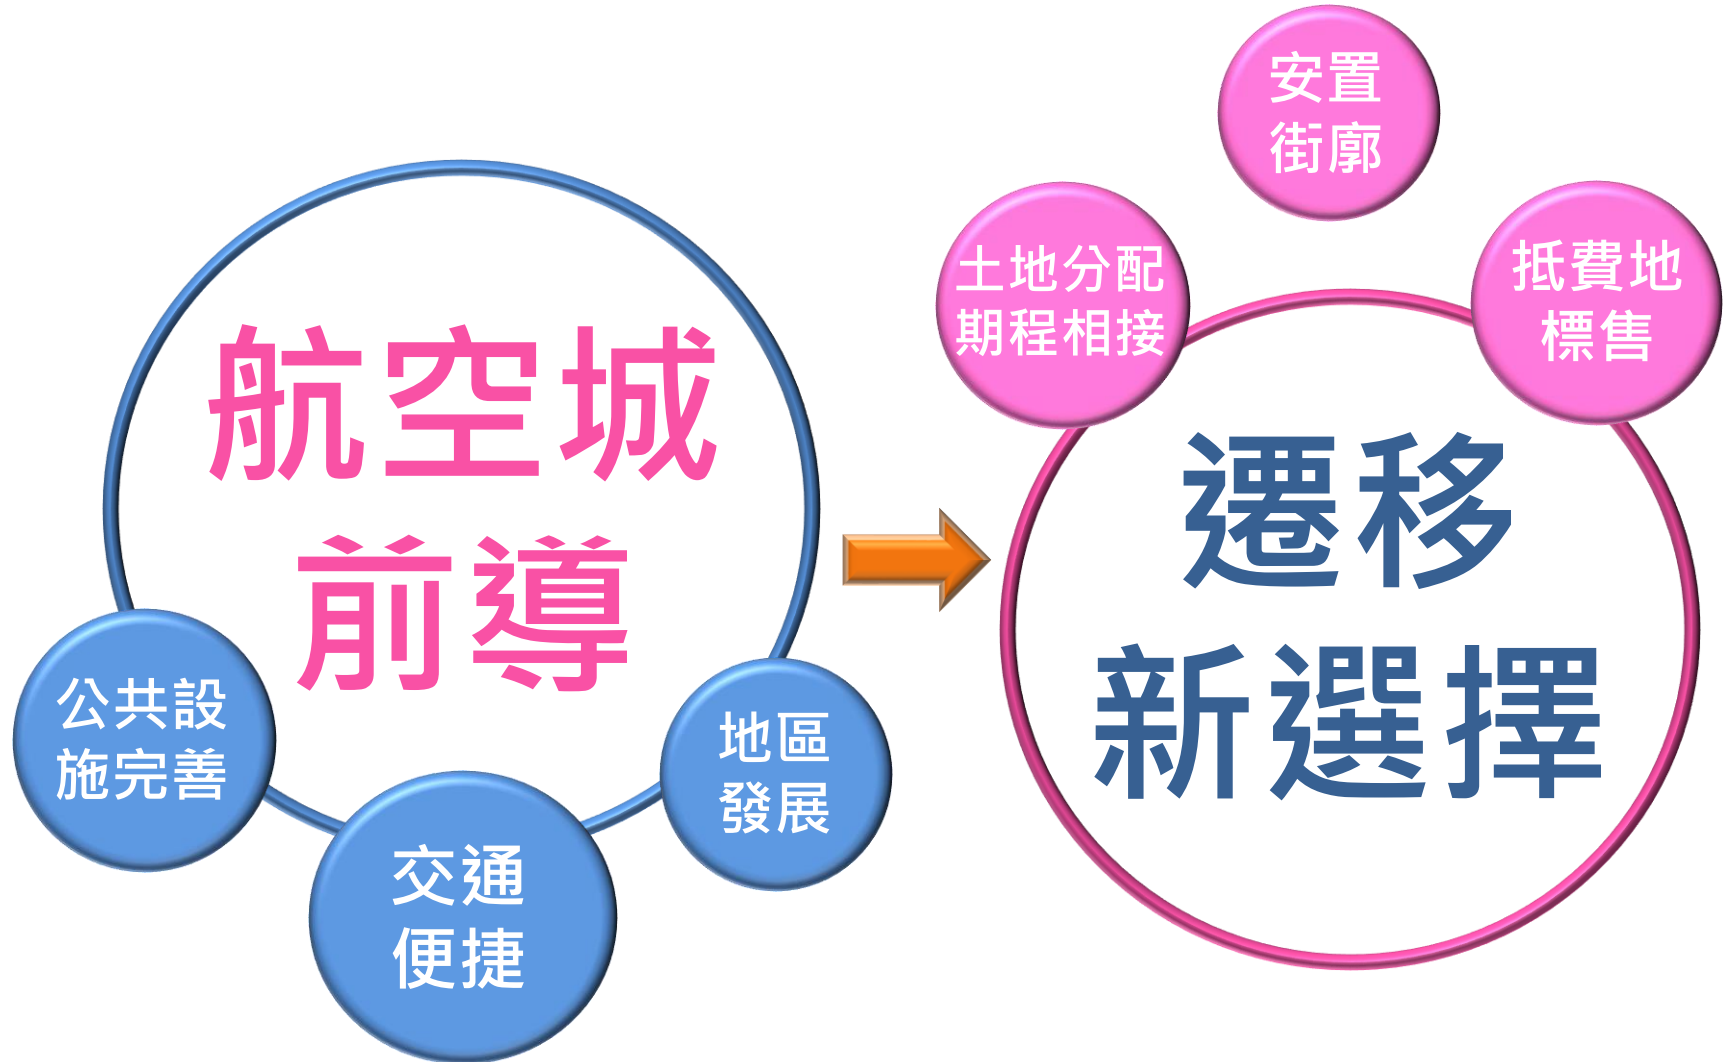 航空城
前導
公共設
施完善
交通
便捷
地區
發展
安置
街廓
土地分配
期程相接
抵費地
標售
遷移
新選擇